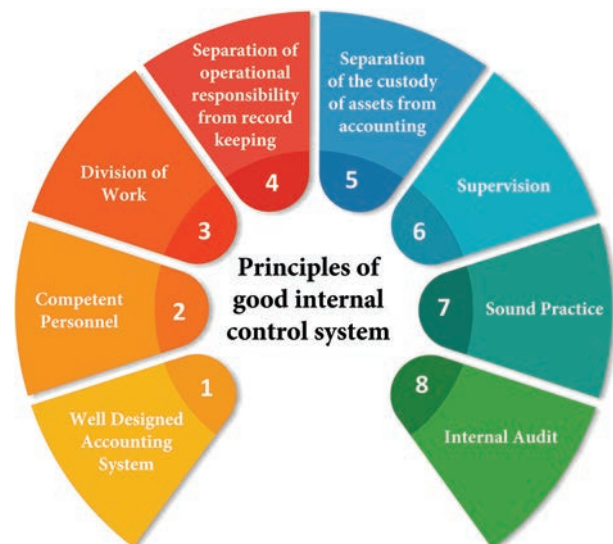 Principles of
good internal
control system
1
Well Designed
Accounting
System
2
Competent
Personnel
3
Division of
Work
4
Separation of
operational
responsibility
from record
keeping
5
Separation
of the custody
of assets from
accounting
6
Supervision
7
Sound Practice
8
Internal Audit